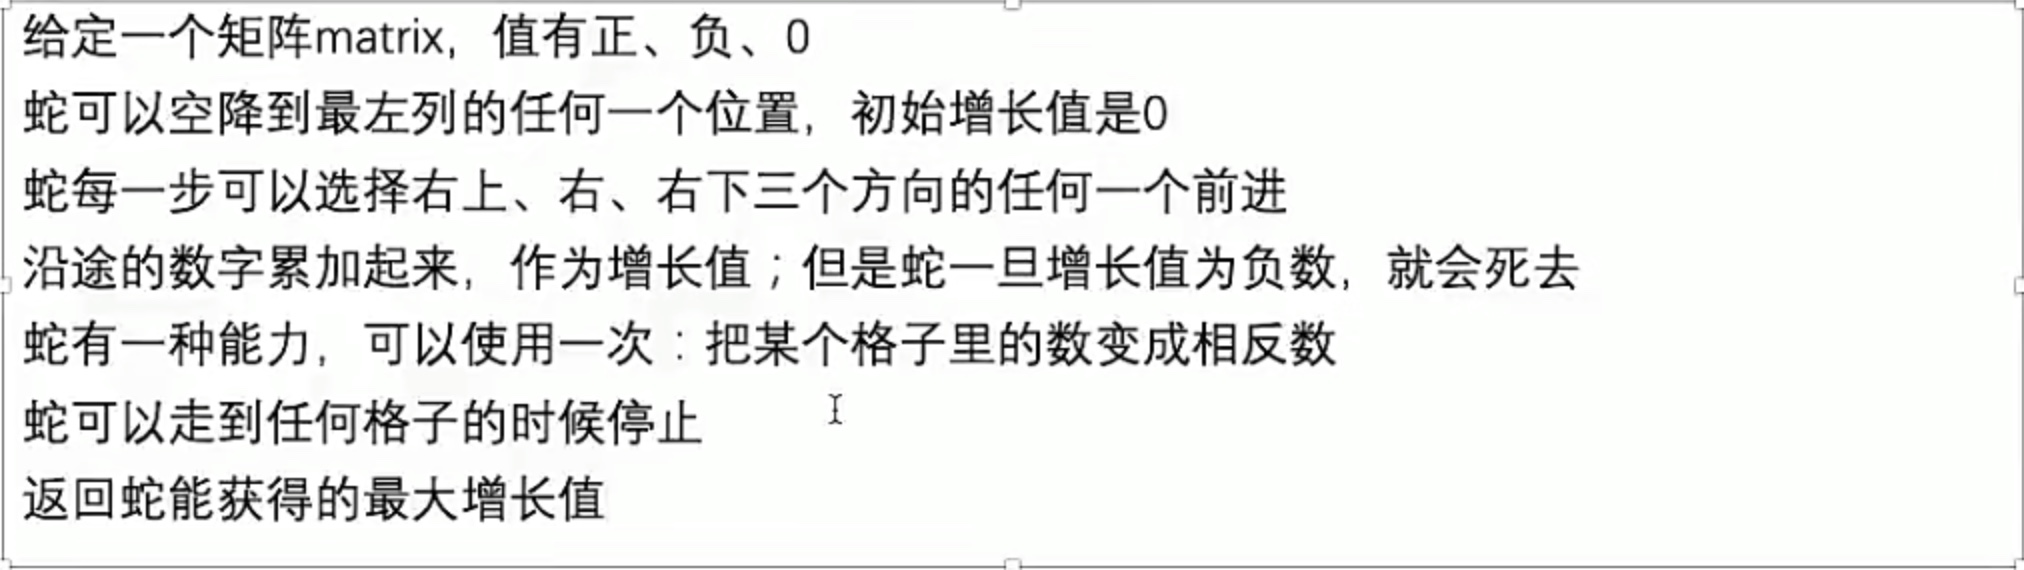 给定一个矩阵matrix，值有正、负、0
蛇可以空降到最左列的任何一个位置，初始增长值是0
蛇每一步可以选择右上、右、右下三个方向的任何一个前进
沿途的数字累加起来，作为增长值；但是蛇一旦增长值为负数，就会死去
蛇有一种能力，可以使用一次：把某个格子里的数变成相反数
蛇可以走到任何格子的时候停止
返回蛇能获得的最大增长值